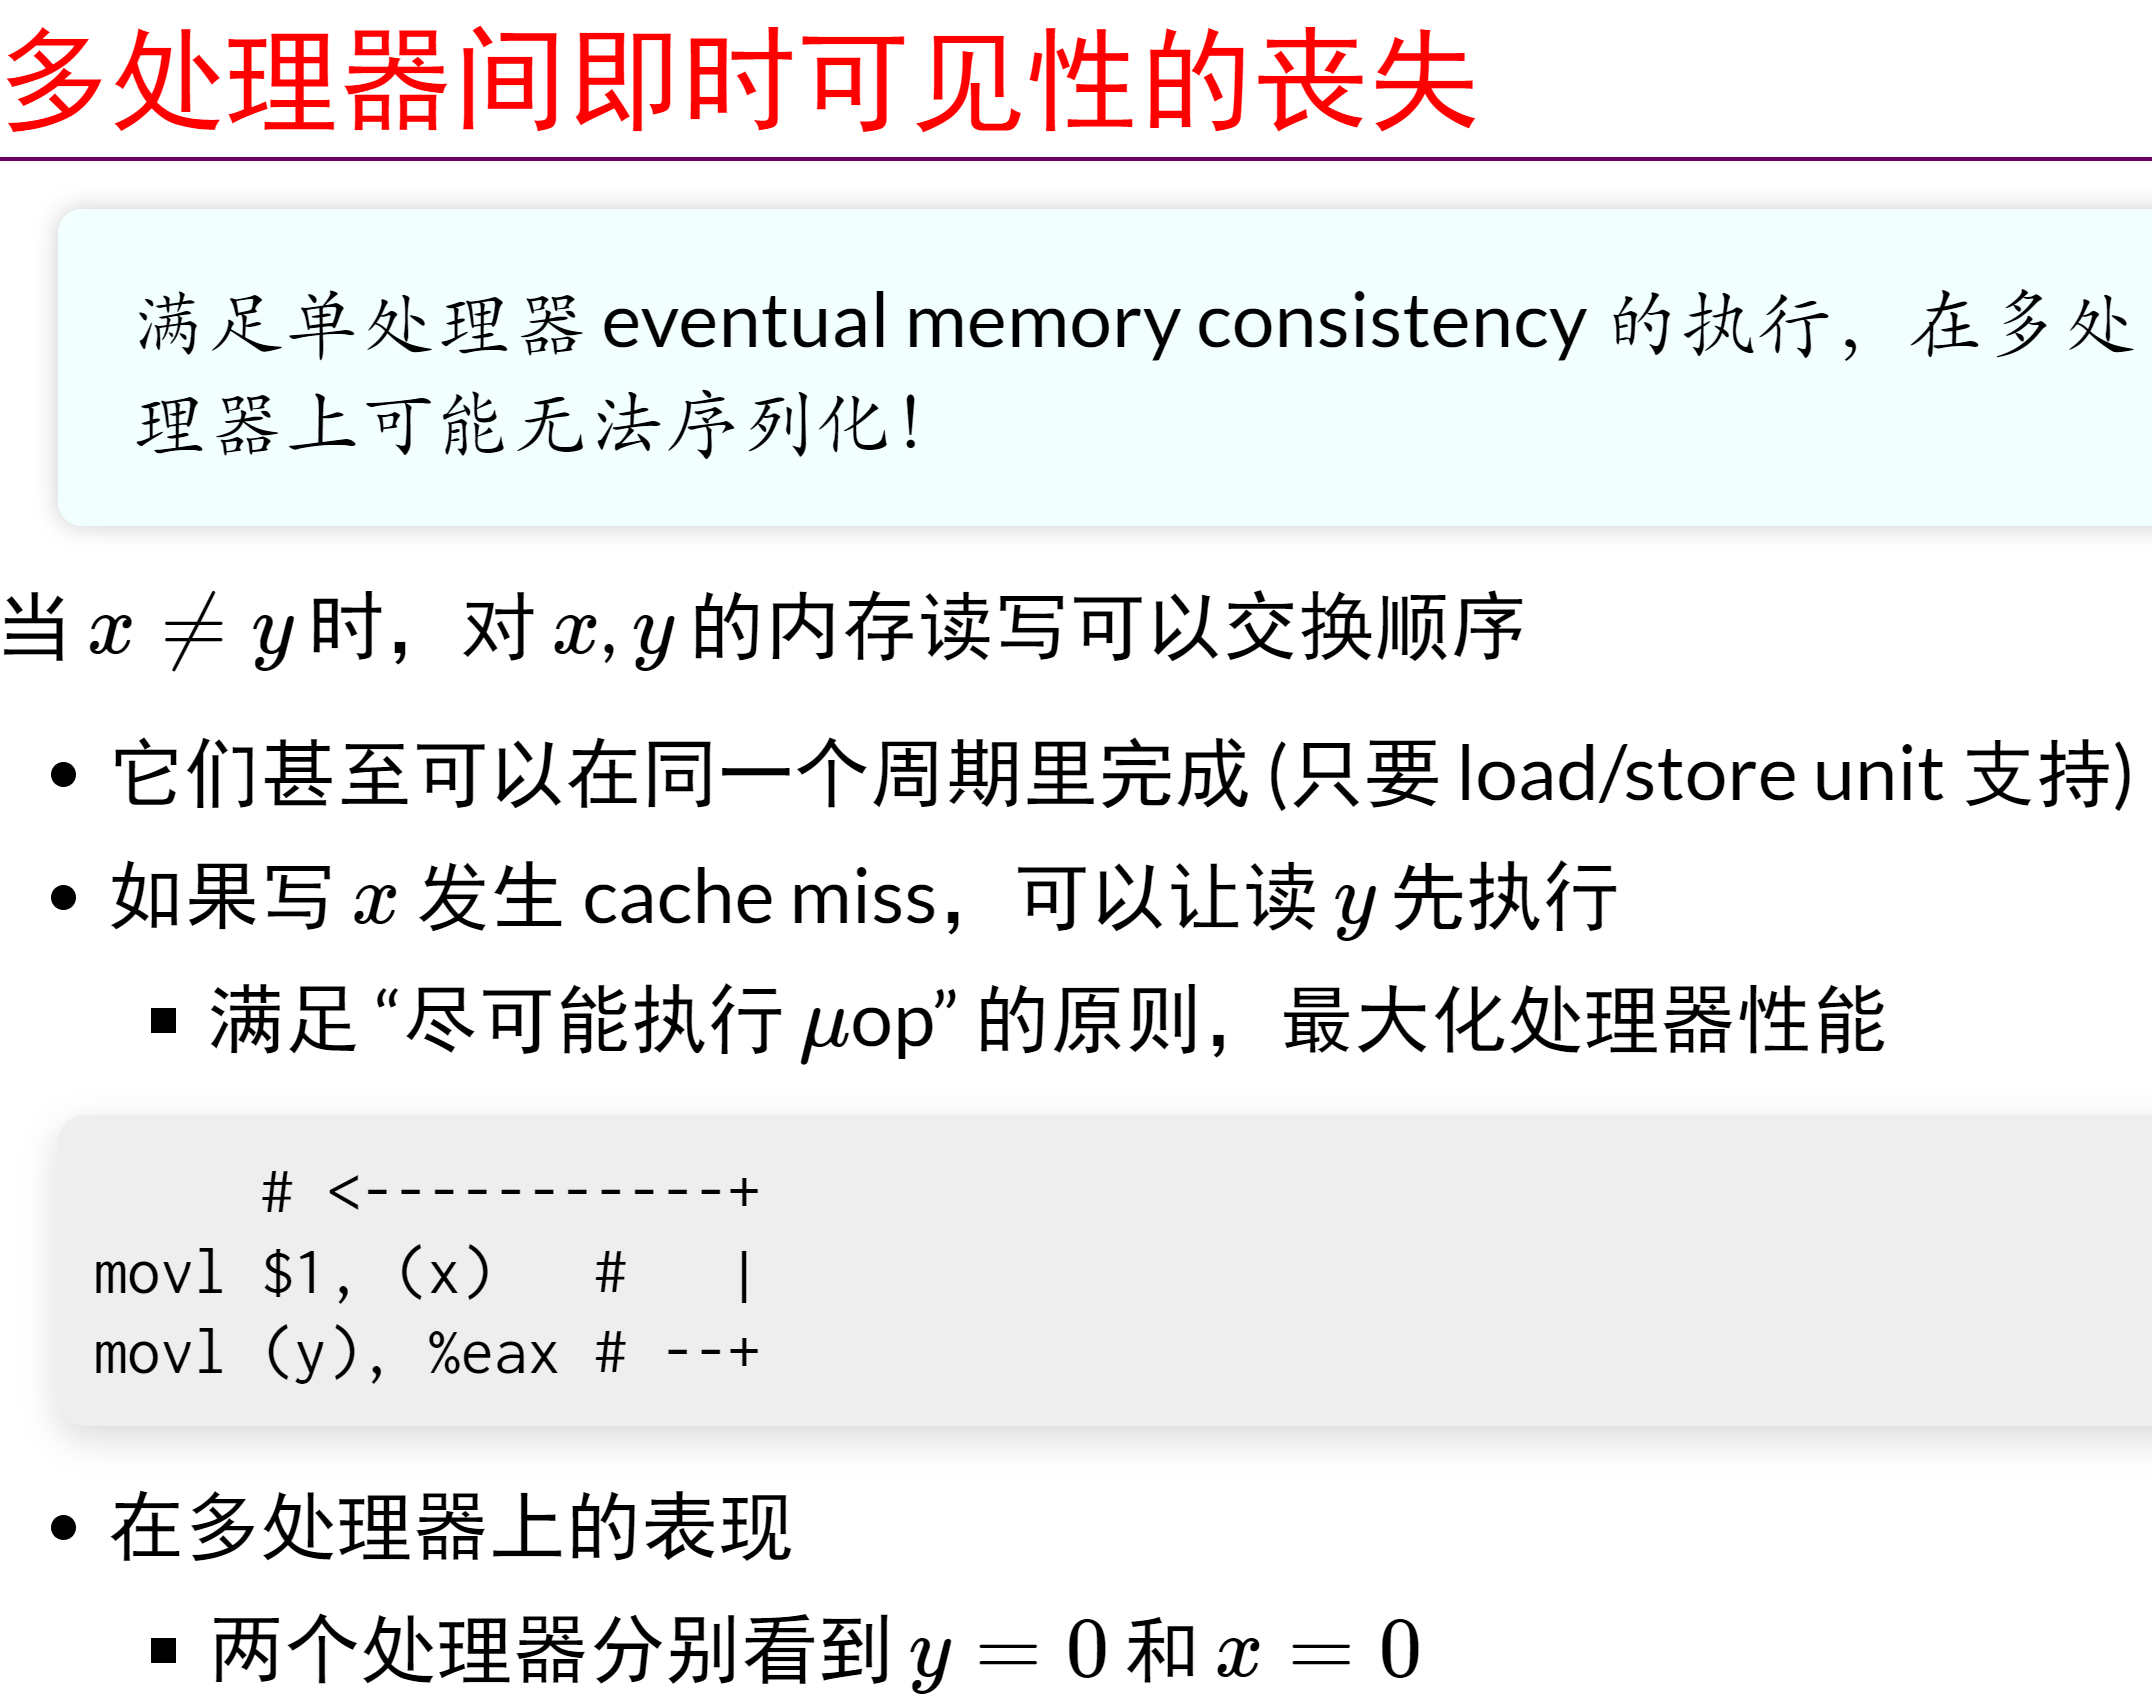 多处理器间即时可见性的丧失
满足单处理器 eventual memory consistency 的执行，在多处
理器上可能无法序列化！
当 x ≠ y 时，对 x, y 的内存读写可以交换顺序
• 它们甚至可以在同一个周期里完成 (只要 load/store unit 支持)
• 如果写 x 发生 cache miss，可以让读 y 先执行
▪ 满足 “尽可能执行 μop” 的原则，最大化处理器性能
# <-----------+
movl $1, (x)   #   |
movl (y), %eax # --+
• 在多处理器上的表现
▪ 两个处理器分别看到 y = 0 和 x = 0